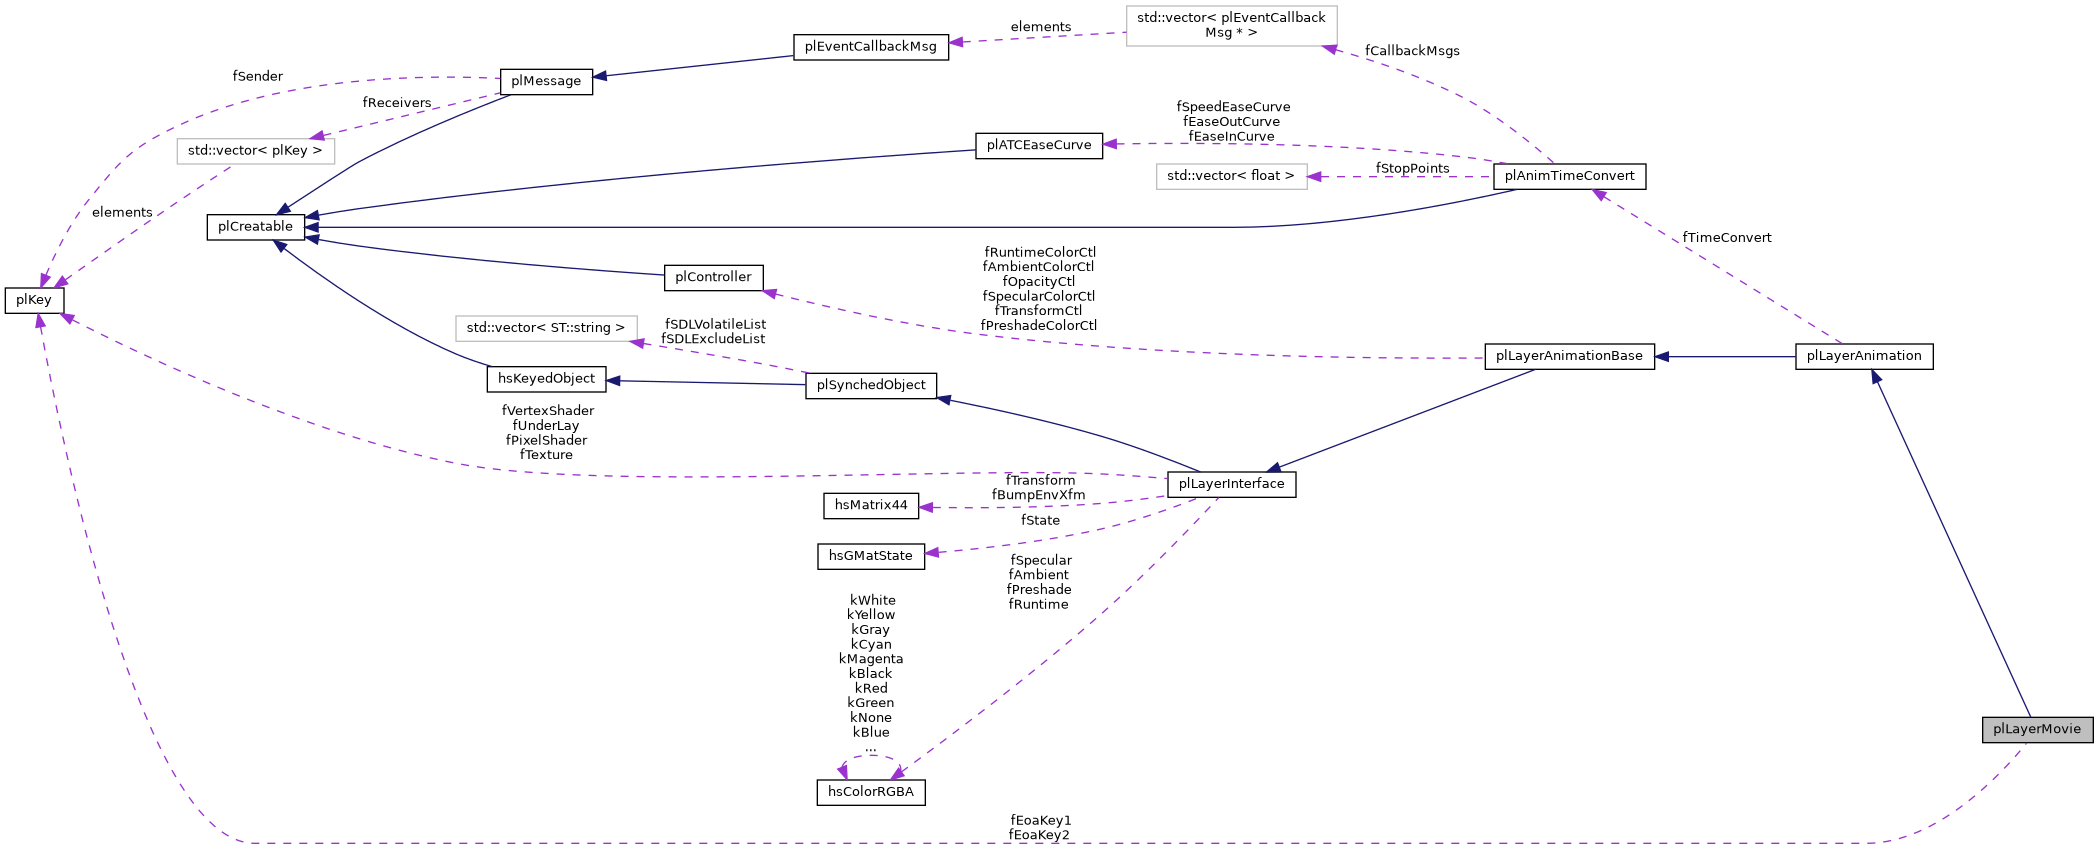 std::vector< plEventCallback
Msg * >
elements
plEventCallbackMsg
fCallbackMsgs
fSender
plMessage
fReceivers
fSpeedEaseCurve
fEaseOutCurve
fEaseInCurve
std::vector< plKey >
plATCEaseCurve
fStopPoints
std::vector< float >
plAnimTimeConvert
elements
plCreatable
fTimeConvert
fRuntimeColorCtl
fAmbientColorCtl
fOpacityCtl
fSpecularColorCtl
fTransformCtl
fPreshadeColorCtl
plController
plKey
std::vector< ST::string >
fSDLVolatileList
fSDLExcludeList
plLayerAnimationBase
plLayerAnimation
hsKeyedObject
plSynchedObject
fVertexShader
fUnderLay
fPixelShader
fTexture
fTransform
fBumpEnvXfm
plLayerInterface
hsMatrix44
fState
hsGMatState
fSpecular
fAmbient
fPreshade
fRuntime
kWhite
kYellow
kGray
kCyan
kMagenta
kBlack
kRed
kGreen
kNone
kBlue
...
plLayerMovie
hsColorRGBA
fEoaKey1
fEoaKey2